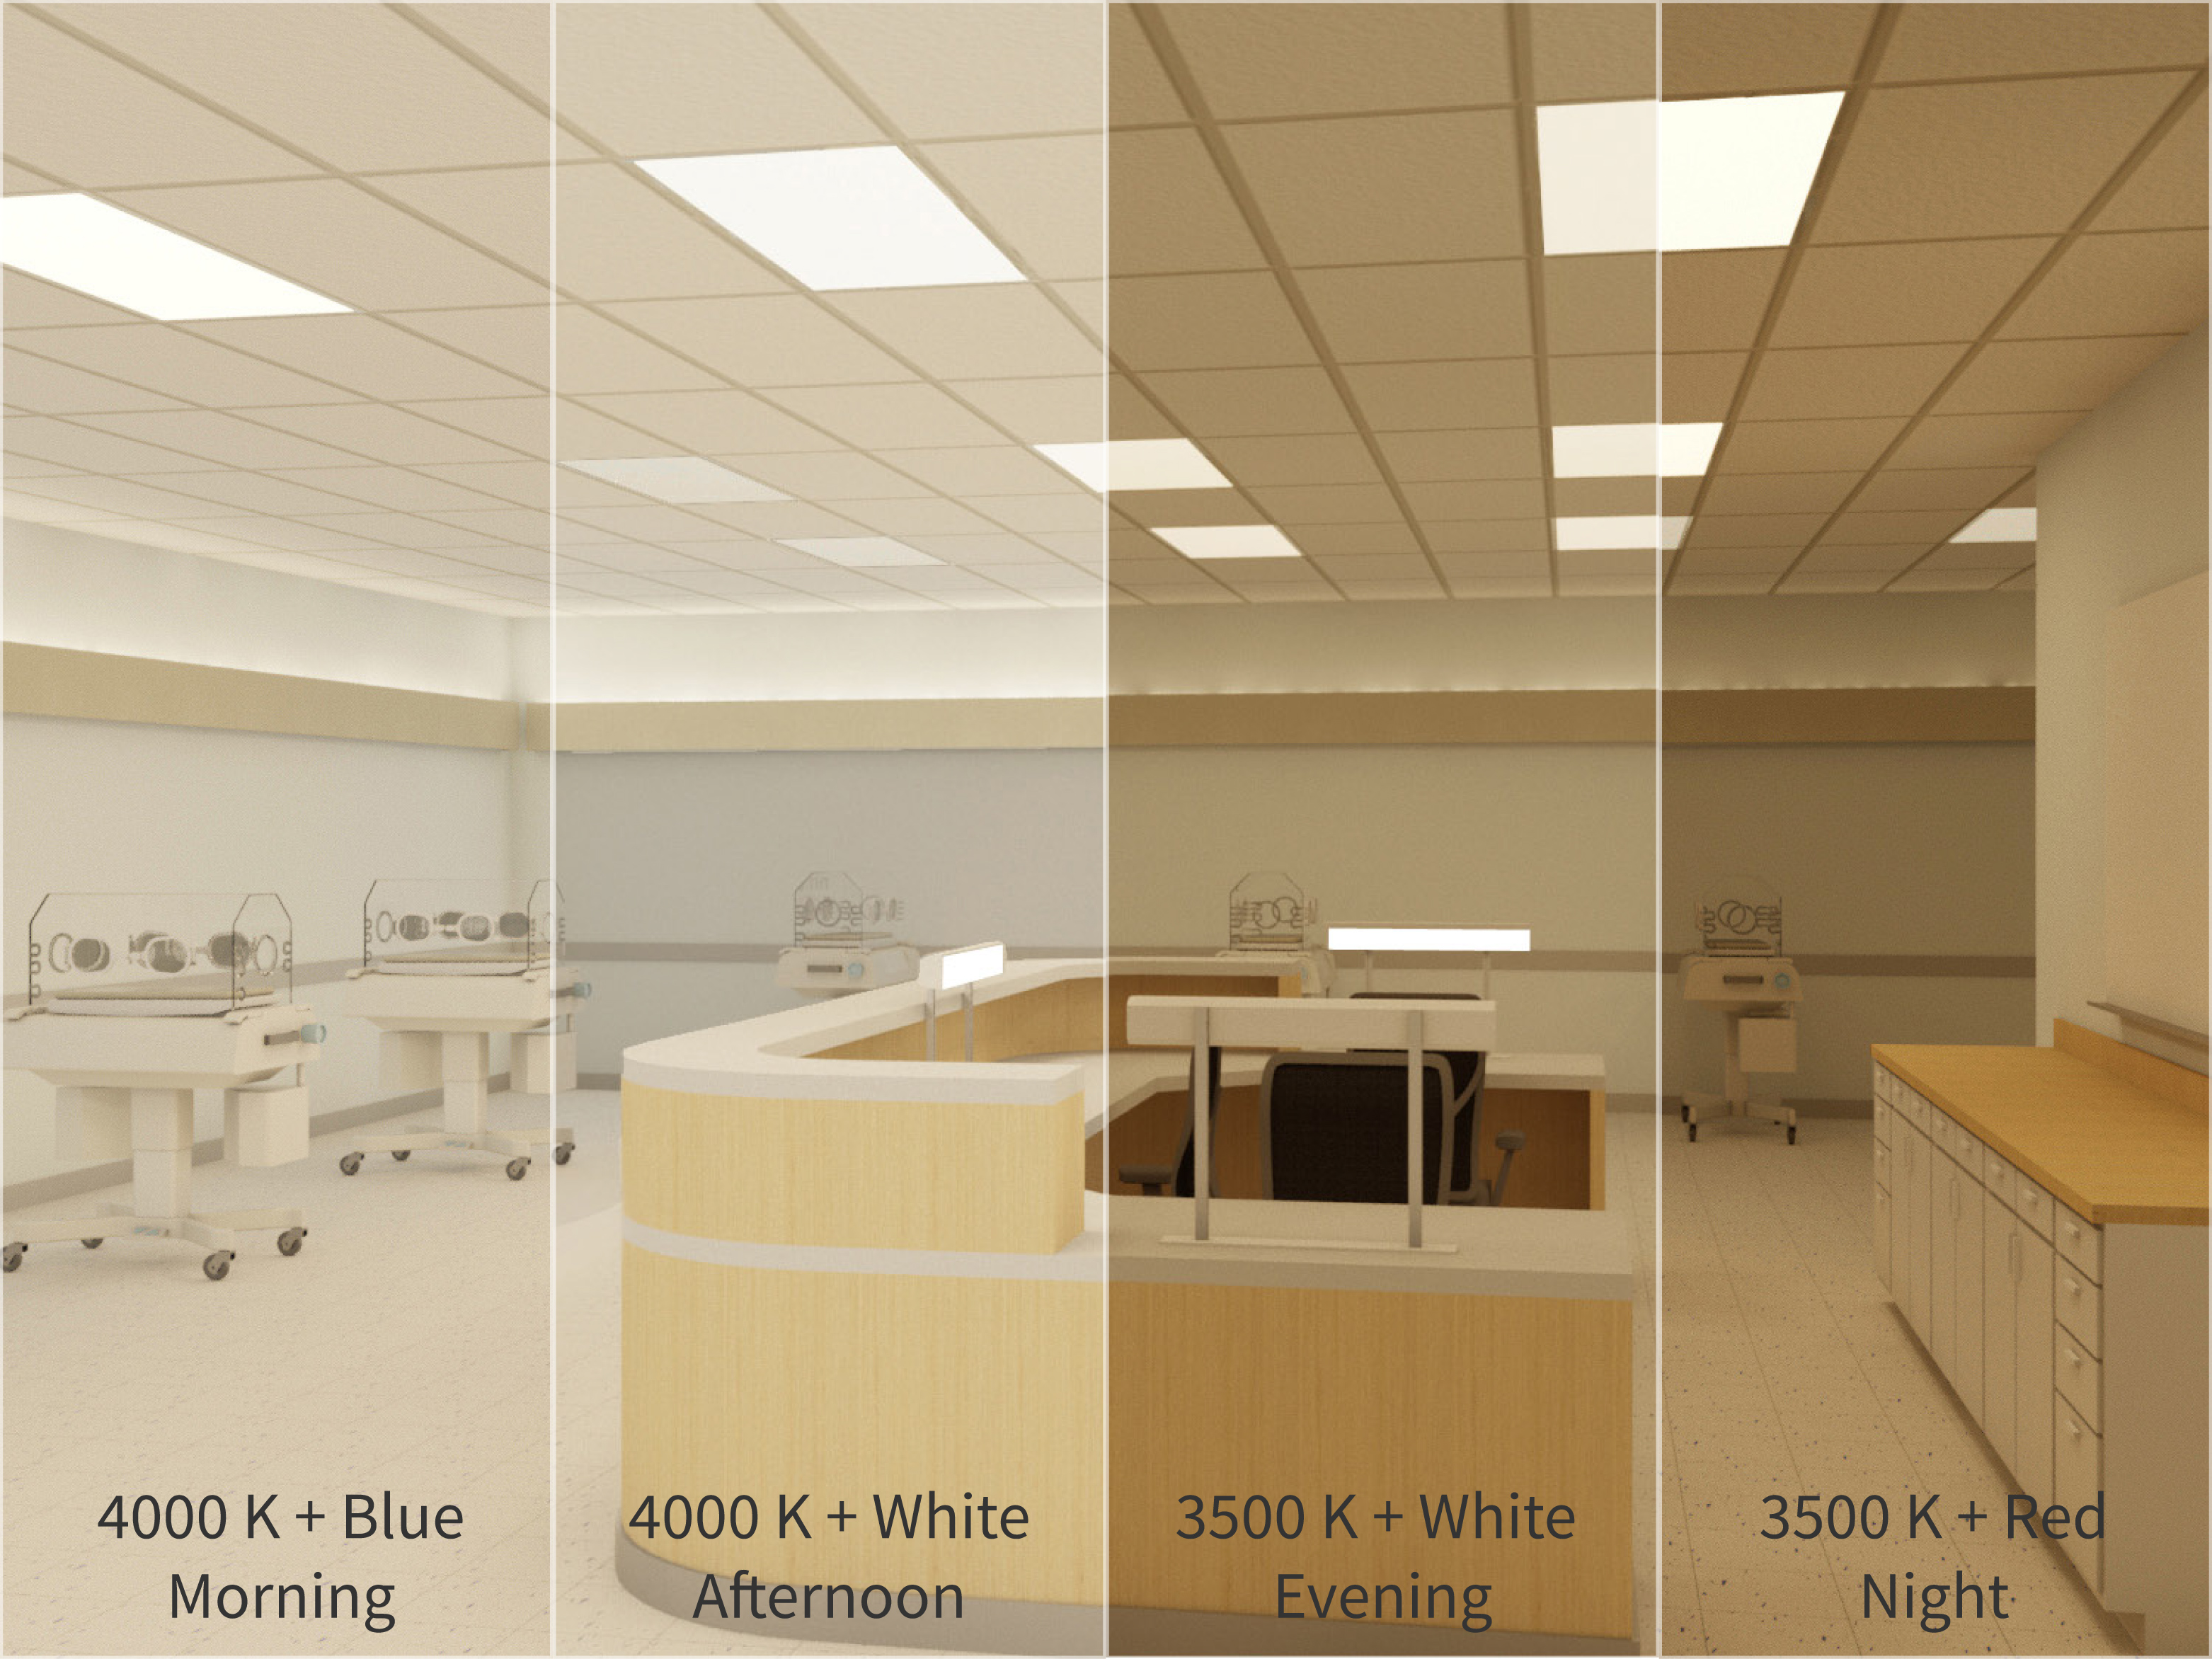 4000 K + Blue
Morning
4000 K + White
Afternoon
3500 K + White
Evening
3500 K + Red
Night